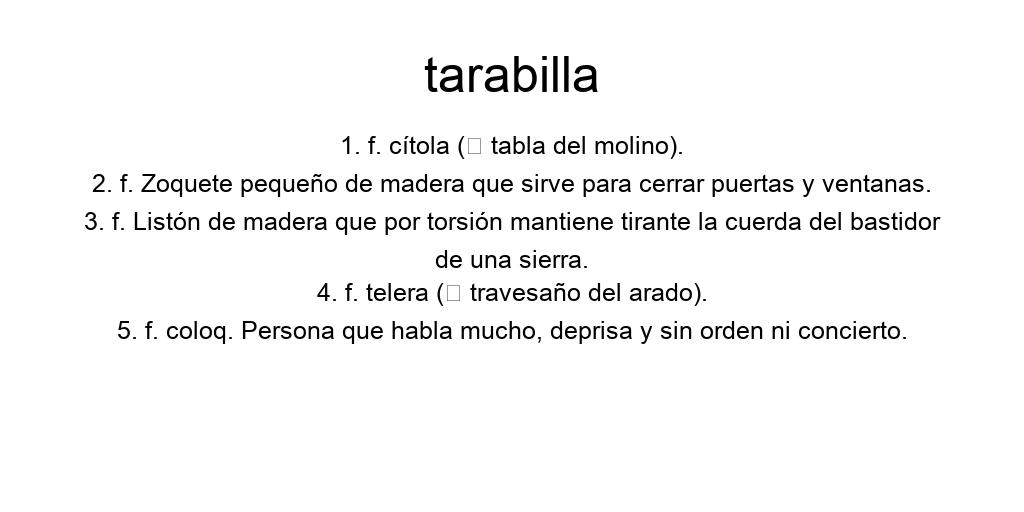 tarabilla
1. f. cítola (□ tabla del molino).
2. f. Zoquete pequeño de madera que sirve para cerrar puertas y ventanas.
3. f. Listón de madera que por torsión mantiene tirante la cuerda del bastidor
de una sierra.
4. f. telera (□ travesaño del arado).
5. f. coloq. Persona que habla mucho, deprisa y sin orden ni concierto.